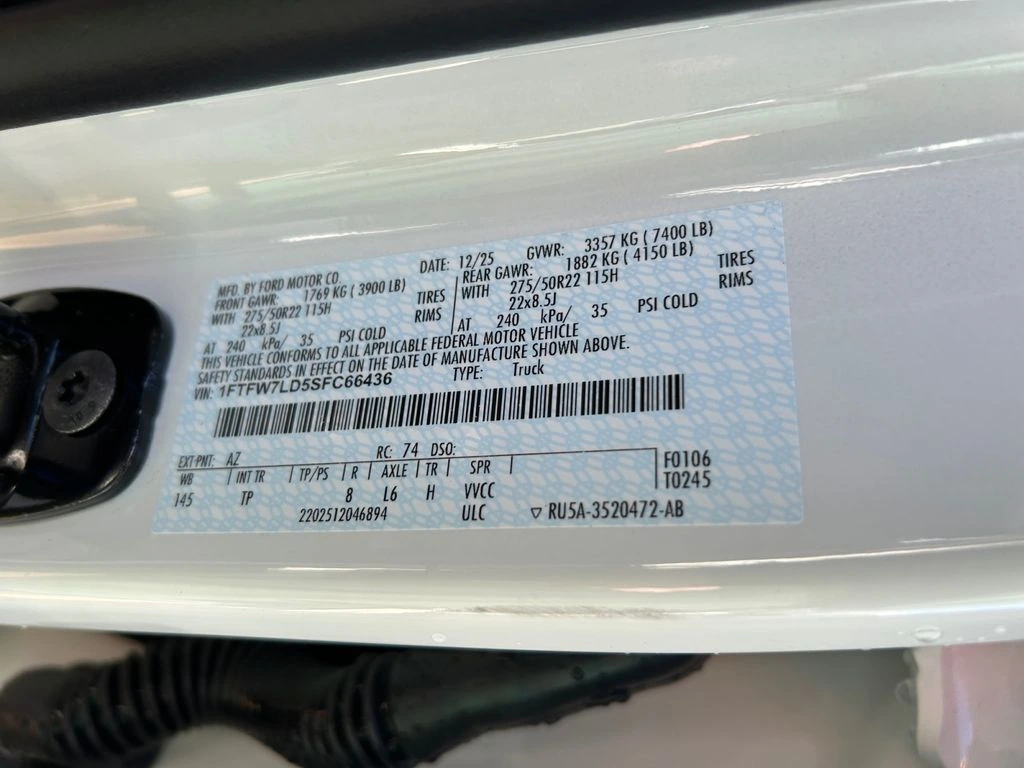 MFD. BY FORD MOTOR CO. DATE: 12/25 GVWR: 3357 KG ( 7400 LB)
FRONT GAWR: 1769 KG ( 3900 LB) REAR GAWR: 1882 KG ( 4150 LB)
WITH 275/50R22 115H TIRES WITH 275/50R22 115H TIRES
22x8.5J RIMS 22x8.5J RIMS
AT 240 kPa/ 35 PSI COLD AT 240 kPa/ 35 PSI COLD
THIS VEHICLE CONFORMS TO ALL APPLICABLE FEDERAL MOTOR VEHICLE
SAFETY STANDARDS IN EFFECT ON THE DATE OF MANUFACTURE SHOWN ABOVE.
VIN: 1FTFW7LD5SFC66436 TYPE: Truck
EXT PNT: AZ RC: 74 DSO:
WB INT TR TP/PS R AXLE TR SPR F0106
145 TP 8 L6 H VVCC T0245
2202512046894 ULC ▽ RU5A-3520472-AB